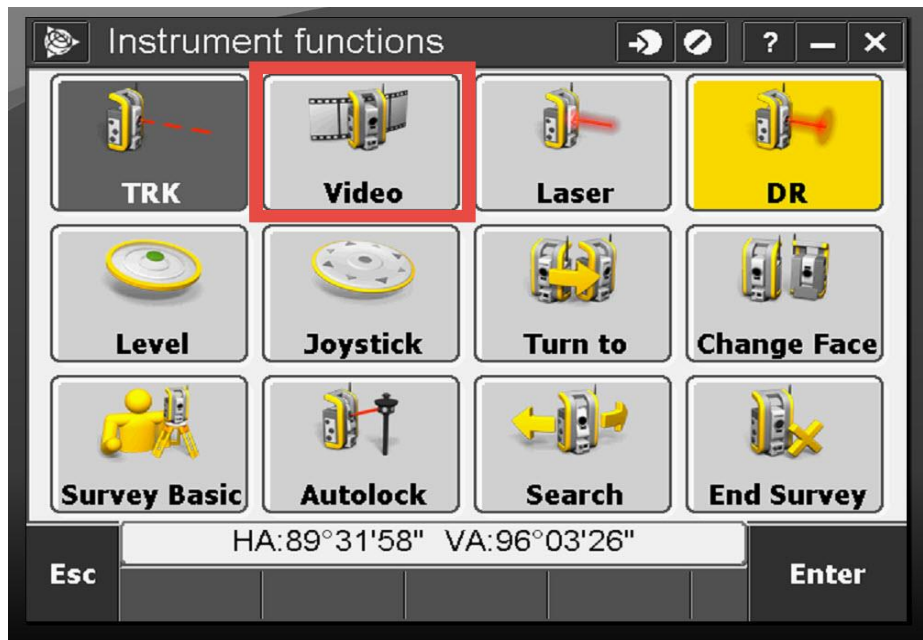 Instrument functions ? – ×
TRK Video Laser DR
Level Joystick Turn to Change Face
Survey Basic Autolock Search End Survey
HA:89°31'58" VA:96°03'26"
Esc Enter